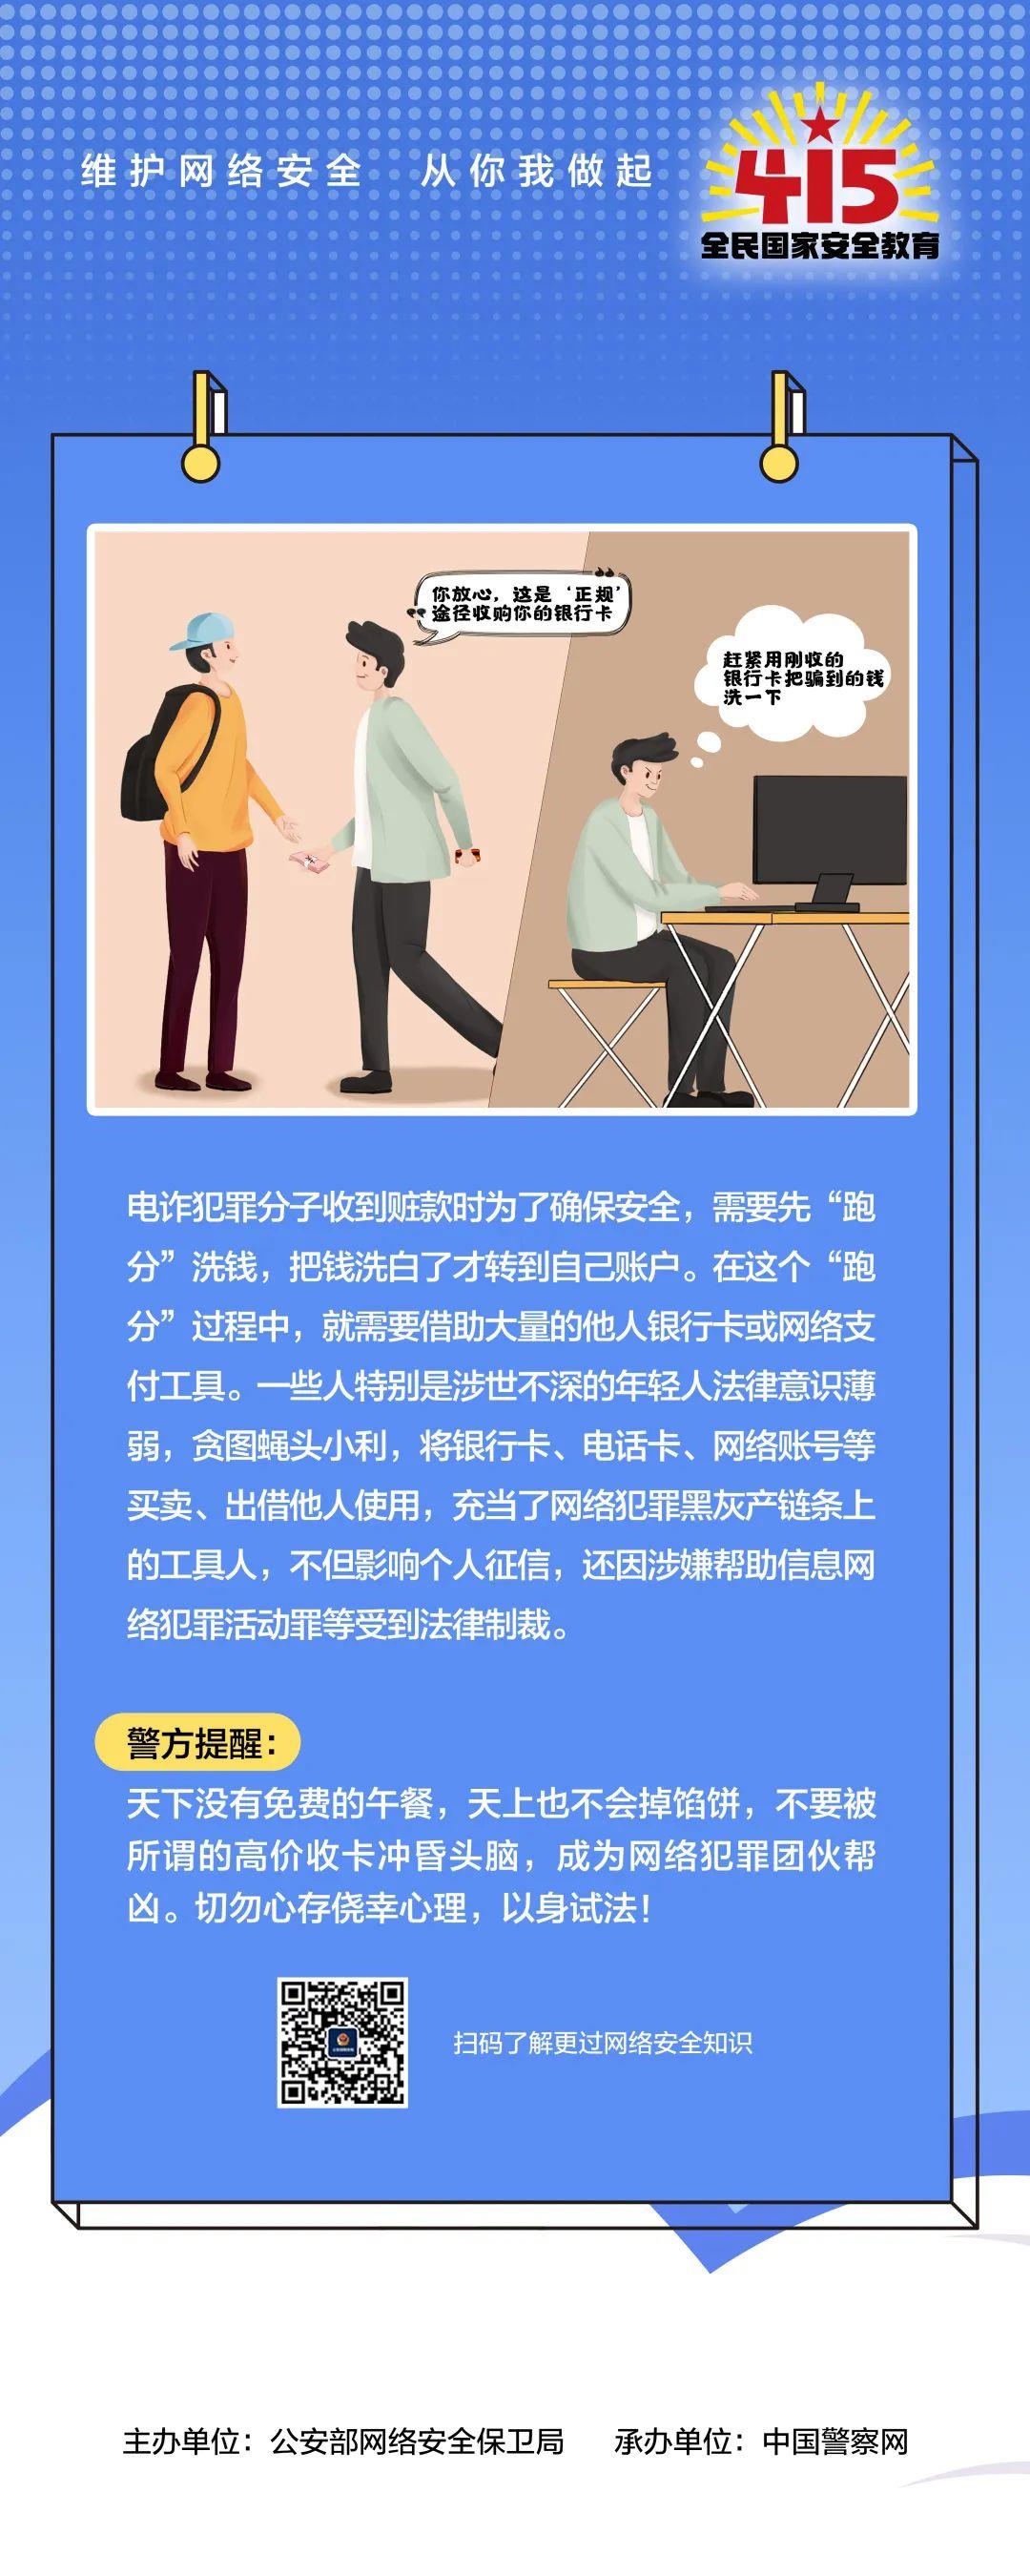 维护网络安全 从你我做起
415
全民国家安全教育
你放心，这是‘正规’
途径收购你的银行卡
赶紧用刚收的
银行卡把骗到的钱
洗一下
电诈犯罪分子收到赃款时为了确保安全，需要先“跑
分”洗钱，把钱洗白了才转到自己账户。在这个“跑
分”过程中，就需要借助大量的他人银行卡或网络支
付工具。一些人特别是涉世不深的年轻人法律意识薄
弱，贪图蝇头小利，将银行卡、电话卡、网络账号等
买卖、出借他人使用，充当了网络犯罪黑灰产链条上
的工具人，不但影响个人征信，还因涉嫌帮助信息网
络犯罪活动罪等受到法律制裁。
警方提醒：
天下没有免费的午餐，天上也不会掉馅饼，不要被
所谓的高价收卡冲昏头脑，成为网络犯罪团伙帮
凶。切勿心存侥幸心理，以身试法！
扫码了解更过网络安全知识
主办单位：公安部网络安全保卫局 承办单位：中国警察网